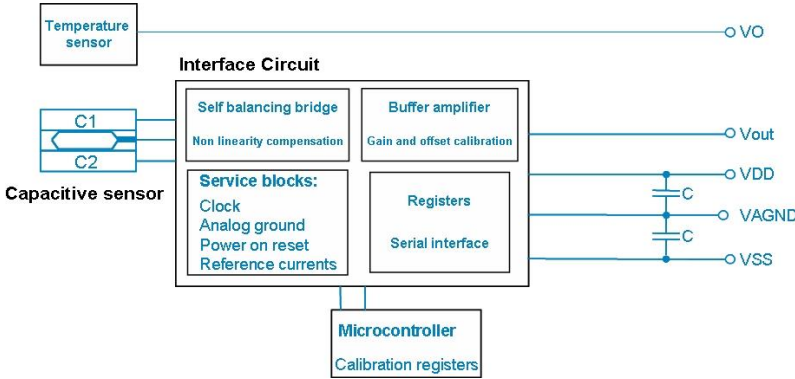 Temperature
sensor
VO
Interface Circuit
Self balancing bridge
Non linearity compensation
Buffer amplifier
Gain and offset calibration
C1
C2
Capacitive sensor
Vout
Service blocks:
Clock
Analog ground
Power on reset
Reference currents
Registers
Serial interface
VDD
C
VAGND
C
VSS
Microcontroller
Calibration registers